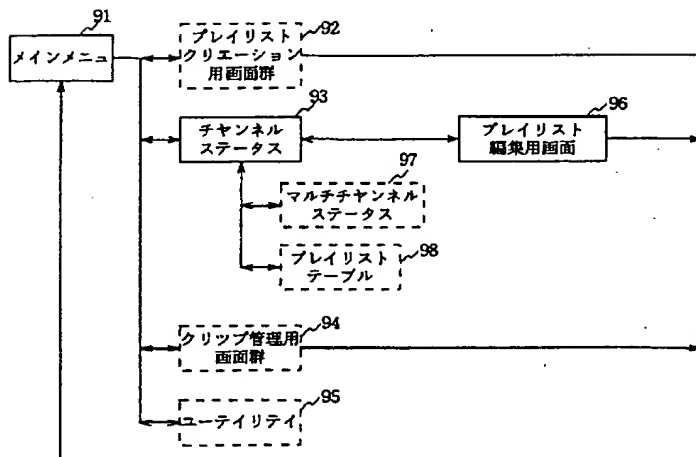 91
メインメニュ
92
プレイリスト
クリエーション
用画面群
93
チャンネル
ステータス
96
プレイリスト
編集用画面
97
マルチチャンネル
ステータス
98
プレイリスト
テーブル
94
クリツプ管理用
画面群
95
ユーテイリテイ